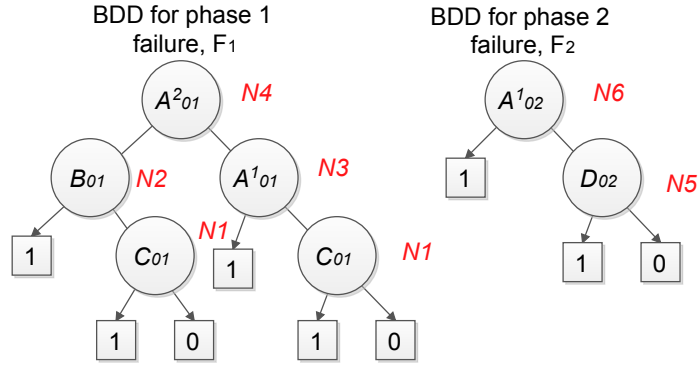 BDD for phase 1
failure, F₁
BDD for phase 2
failure, F₂
A²₀₁ N4
A¹₀₂ N6
B₀₁ N2
A¹₀₁ N3
1
D₀₂ N5
1
C₀₁ N1
1
C₀₁ N1
1 0
1 0
1 0